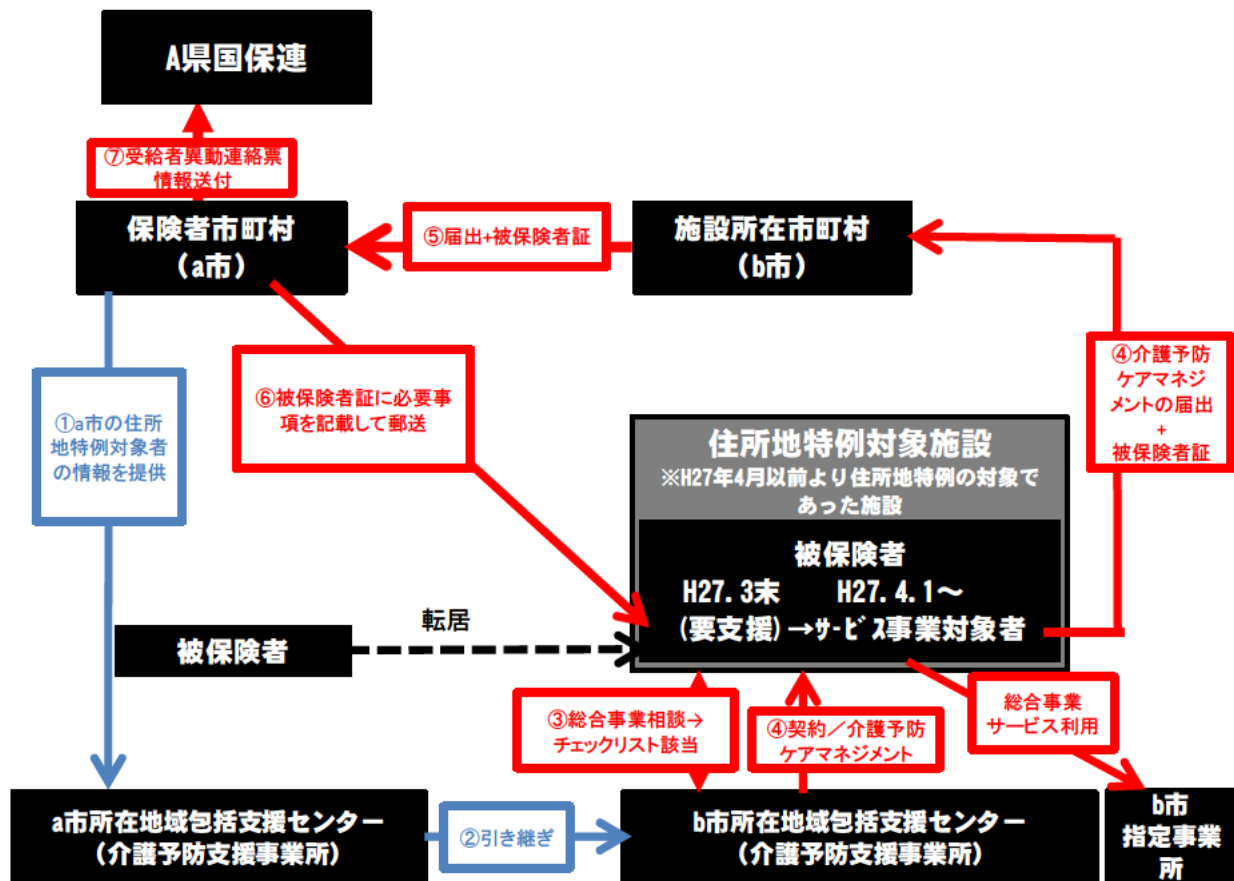 A県国保連
⑦受給者異動連絡票
情報送付
保険者市町村
(a市)
⑤届出+被保険者証
施設所在市町村
(b市)
①a市の住所
地特例対象者
の情報を提供
⑥被保険者証に必要事
項を記載して郵送
④介護予防
ケアマネジ
メントの届出
+
被保険者証
住所地特例対象施設
※H27年4月以前より住所地特例の対象で
あった施設
被保険者
H27.3末 H27.4.1～
(要支援)→サービス事業対象者
被保険者
転居
③総合事業相談→
チェックリスト該当
④契約／介護予防
ケアマネジメント
総合事業
サービス利用
a市所在地域包括支援センター
(介護予防支援事業所)
②引き継ぎ
b市所在地域包括支援センター
(介護予防支援事業所)
b市
指定事業
所